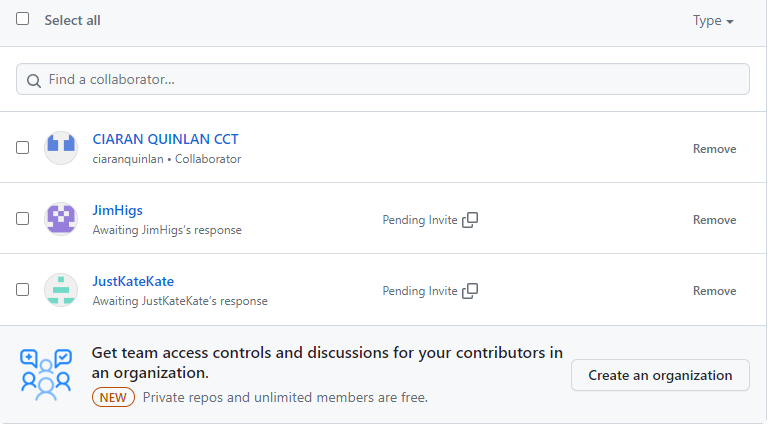 Select all
Type
Find a collaborator...
CIARAN QUINLAN CCT
ciaranquinlan • Collaborator
Remove
JimHigs
Awaiting JimHigs's response
Pending Invite
Remove
JustKateKate
Awaiting JustKateKate's response
Pending Invite
Remove
Get team access controls and discussions for your contributors in
an organization.
NEW Private repos and unlimited members are free.
Create an organization